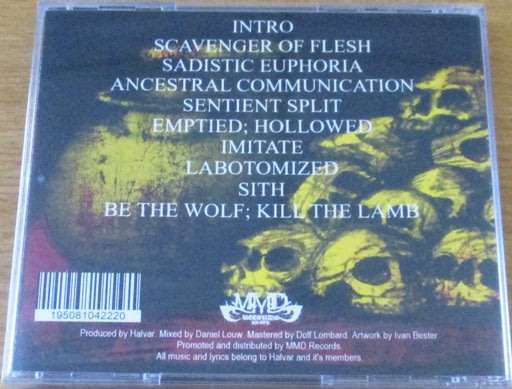 INTRO
SCAVENGER OF FLESH
SADISTIC EUPHORIA
ANCESTRAL COMMUNICATION
SENTIENT SPLIT
EMPTIED; HOLLOWED
IMITATE
LABOTOMIZED
SITH
BE THE WOLF; KILL THE LAMB
MMD
195081042220
Produced by Halvar. Mixed by Daniel Louw. Mastered by Dolf Lombard. Artwork by Ivan Bester
Promoted and distributed by MMD Records.
All music and lyrics belong to Halvar and it's members.